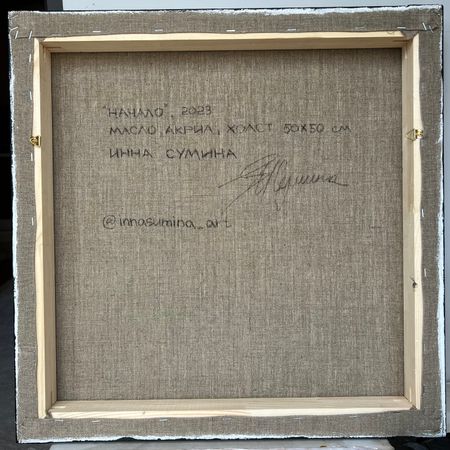 "НАЧАЛО", 2023
МАСЛО, АКРИЛ, ХОЛСТ 50х50 см
ИННА СУМИНА
@innasumina_art